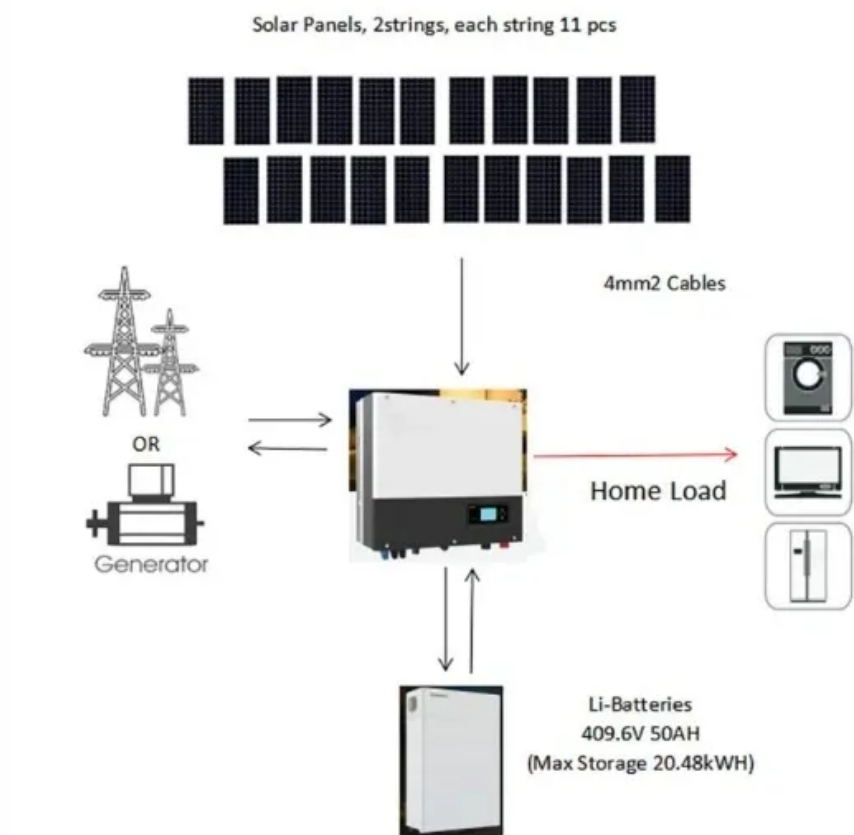 Solar Panels, 2strings, each string 11 pcs
4mm2 Cables
OR
Home Load
Generator
Li-Batteries
409.6V 50AH
(Max Storage 20.48kWH)